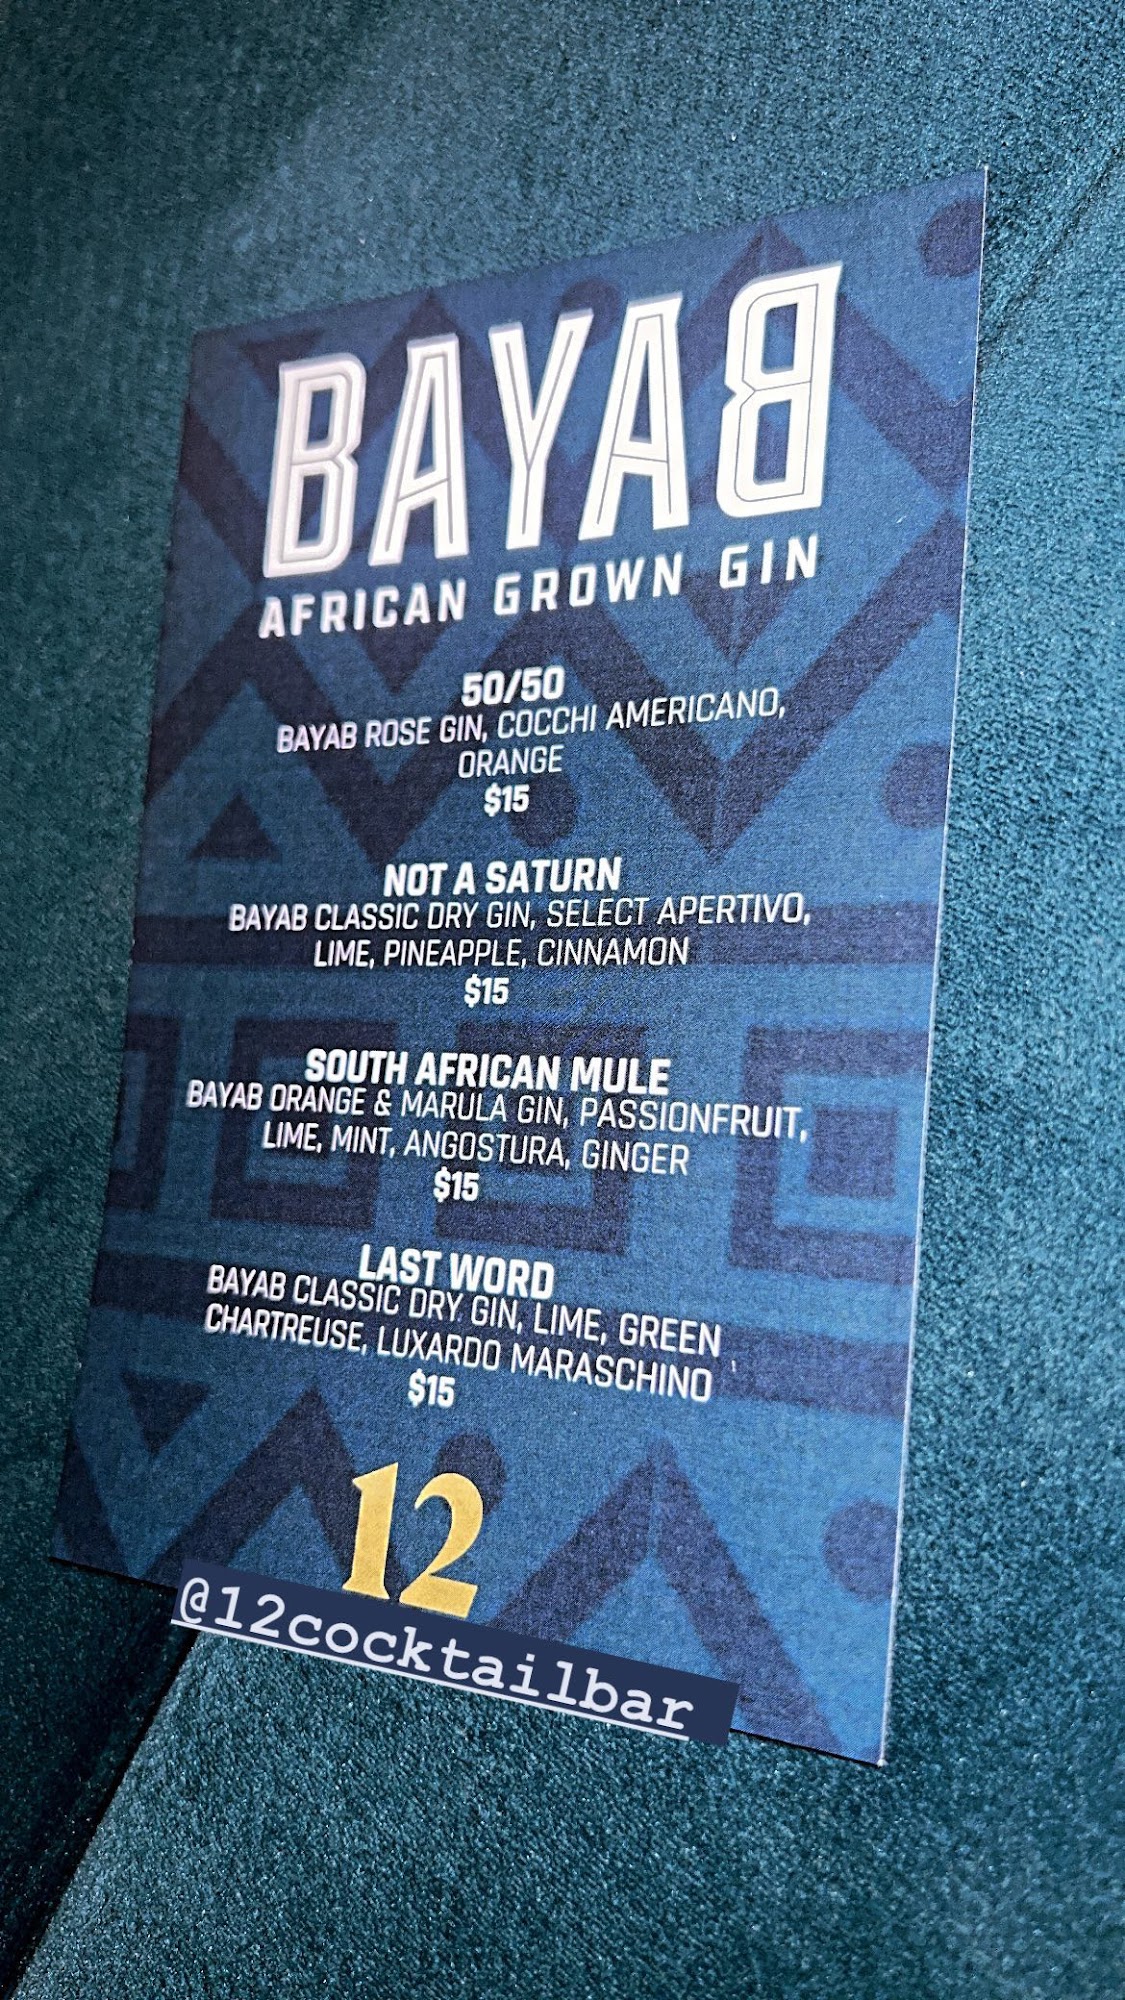 BAYAB
AFRICAN GROWN GIN
50/50
BAYAB ROSE GIN, COCCHI AMERICANO,
ORANGE
$15
NOT A SATURN
BAYAB CLASSIC DRY GIN, SELECT APERTIVO,
LIME, PINEAPPLE, CINNAMON
$15
SOUTH AFRICAN MULE
BAYAB ORANGE & MARULA GIN, PASSIONFRUIT,
LIME, MINT, ANGOSTURA, GINGER
$15
LAST WORD
BAYAB CLASSIC DRY GIN, LIME, GREEN
CHARTREUSE, LUXARDO MARASCHINO
$15
12
@12cocktailbar